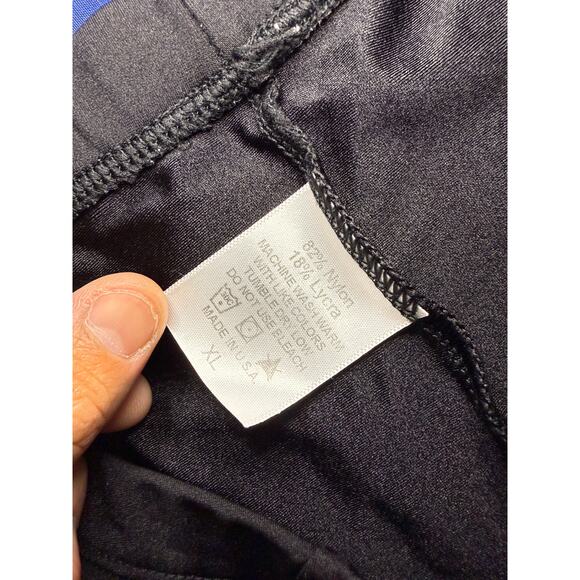 82% Nylon
18% Lycra
MACHINE WASH WARM
WITH LIKE COLORS
TUMBLE DRY LOW
DO NOT USE BLEACH
MADE IN U.S.A.
XL